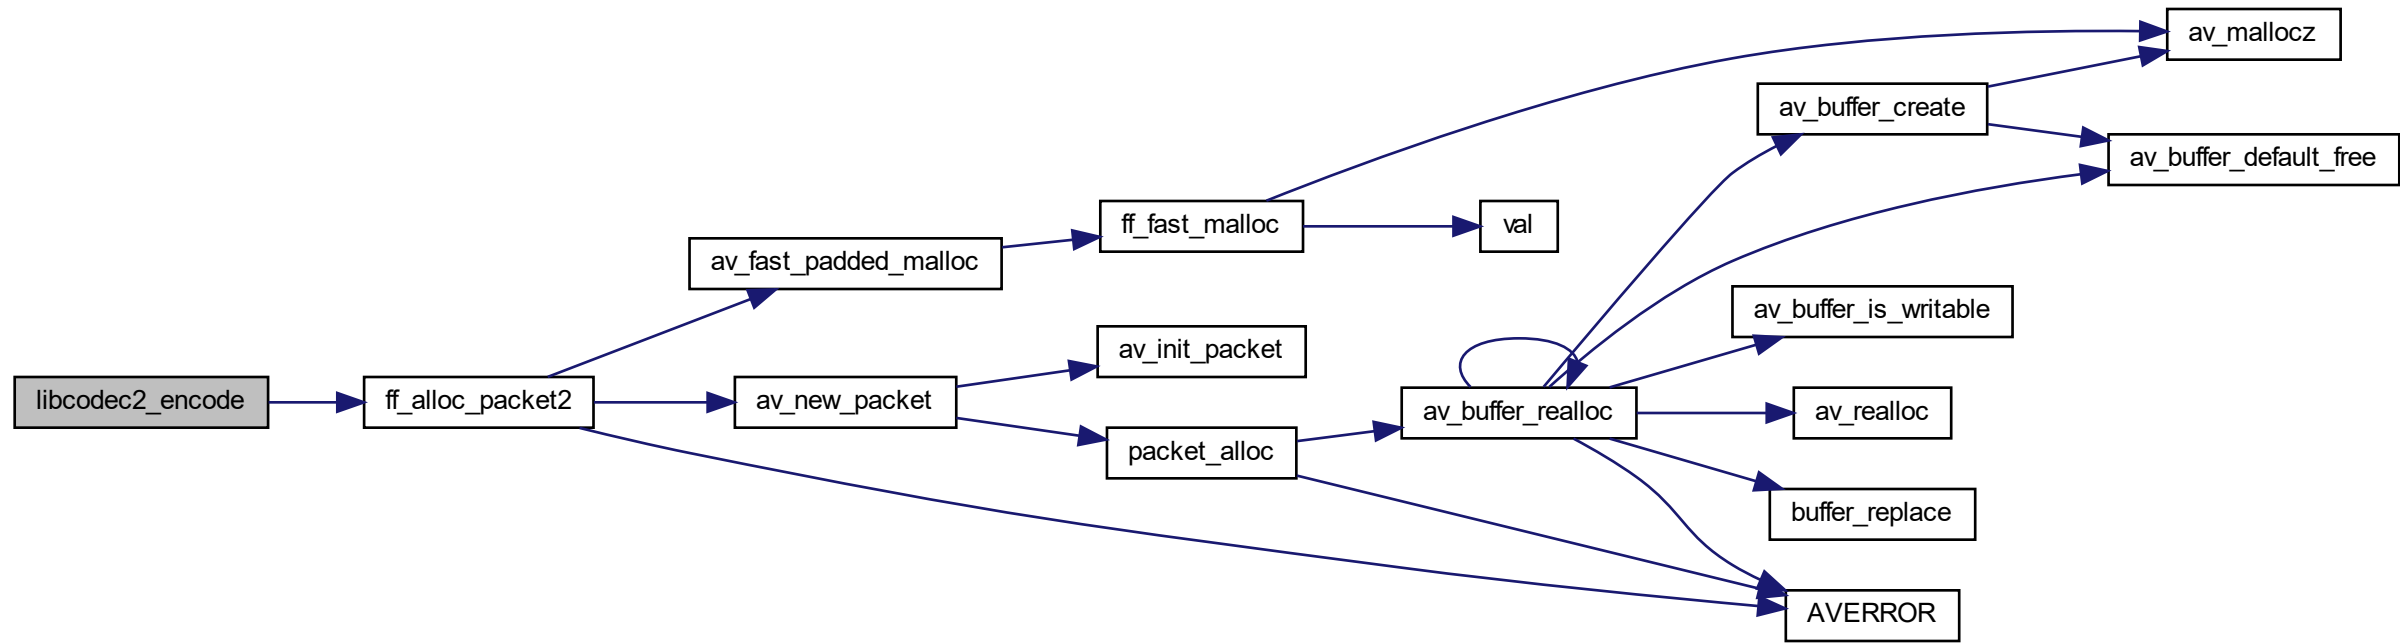 libcodec2_encode
ff_alloc_packet2
av_fast_padded_malloc
av_new_packet
ff_fast_malloc
av_init_packet
packet_alloc
val
av_buffer_realloc
av_buffer_create
av_buffer_is_writable
av_realloc
buffer_replace
AVERROR
av_mallocz
av_buffer_default_free